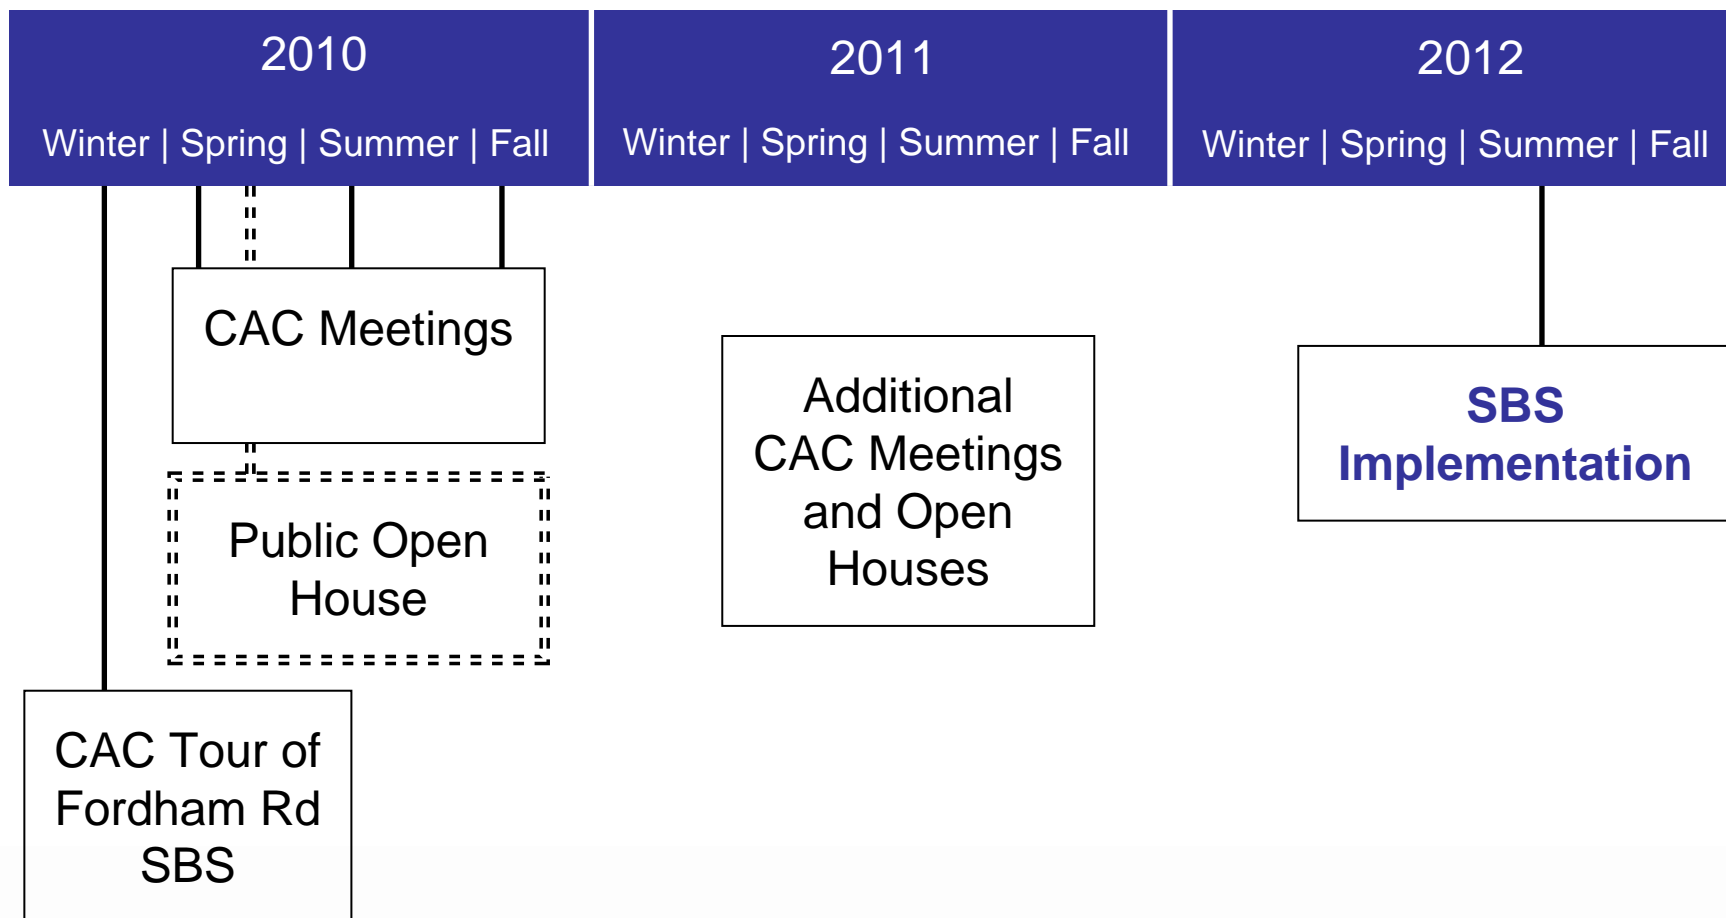 2010
Winter | Spring | Summer | Fall
2011
Winter | Spring | Summer | Fall
2012
Winter | Spring | Summer | Fall
CAC Meetings
Public Open
House
CAC Tour of
Fordham Rd
SBS
Additional
CAC Meetings
and Open
Houses
SBS
Implementation